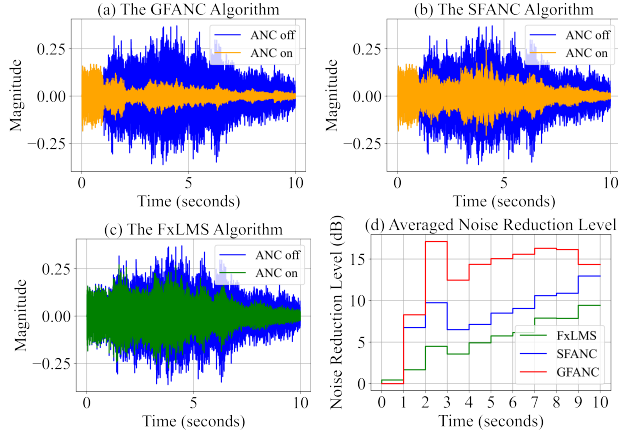 (a) The GFANC Algorithm
ANC off
ANC on
Magnitude
0.25
0.00
−0.25
0
5
10
Time (seconds)
(b) The SFANC Algorithm
ANC off
ANC on
Magnitude
0.25
0.00
−0.25
0
5
10
Time (seconds)
(c) The FxLMS Algorithm
ANC off
ANC on
Magnitude
0.25
0.00
−0.25
0
5
10
Time (seconds)
(d) Averaged Noise Reduction Level
Noise Reduction Level (dB)
15
10
5
0
FxLMS
SFANC
GFANC
0 1 2 3 4 5 6 7 8 9 10
Time (seconds)